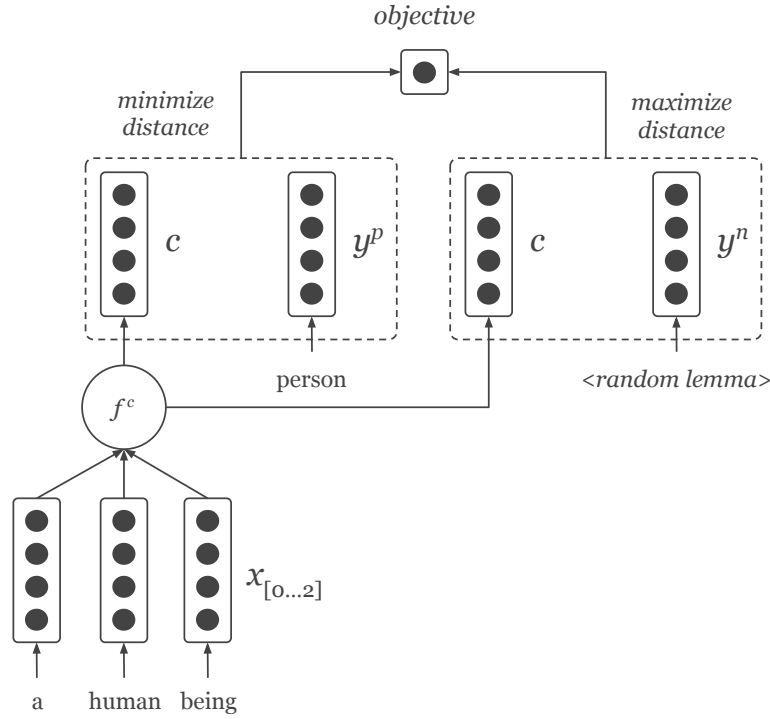 objective
minimize
distance
maximize
distance
c
y^p
c
y^n
person
<random lemma>
f^c
x_[0...2]
a
human
being